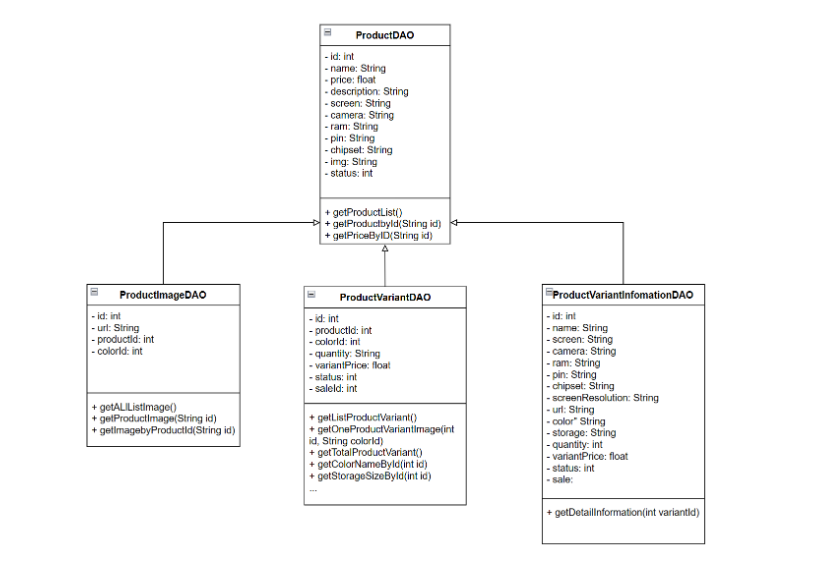 ProductDAO
- id: int
- name: String
- price: float
- description: String
- screen: String
- camera: String
- ram: String
- pin: String
- chipset: String
- img: String
- status: int
+ getProductList()
+ getProductbyId(String id)
+ getPriceByID(String id)
ProductImageDAO
- id: int
- url: String
- productId: int
- colorId: int
+ getALlListImage()
+ getProductImage(String id)
+ getImagebyProductId(String id)
ProductVariantDAO
- id: int
- productId: int
- colorId: int
- quantity: String
- variantPrice: float
- status: int
- saleId: int
+ getListProductVariant()
+ getOneProductVariantImage(int
id, String colorId)
+ getTotalProductVariant()
+ getColorNameById(int id)
+ getStorageSizeById(int id)
...
ProductVariantInfomationDAO
- id: int
- name: String
- screen: String
- camera: String
- ram: String
- pin: String
- chipset: String
- screenResolution: String
- url: String
- color" String
- storage: String
- quantity: int
- variantPrice: float
- status: int
- sale:
+ getDetailInformation(int variantId)